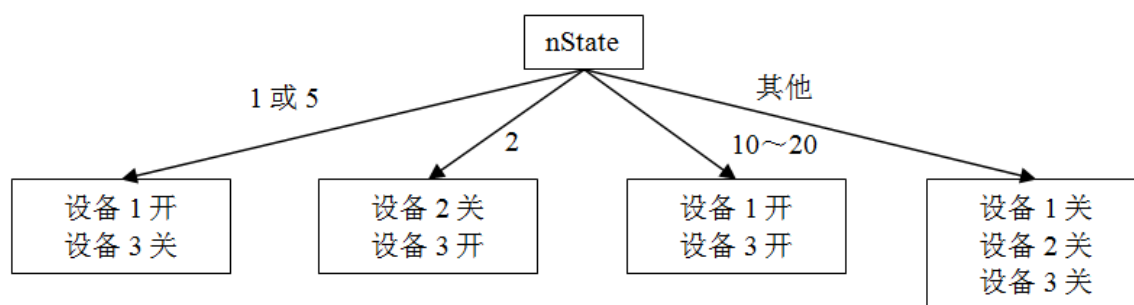 nState
1 或 5
2
10～20
其他
设备 1 开
设备 3 关
设备 2 关
设备 3 开
设备 1 开
设备 3 开
设备 1 关
设备 2 关
设备 3 关